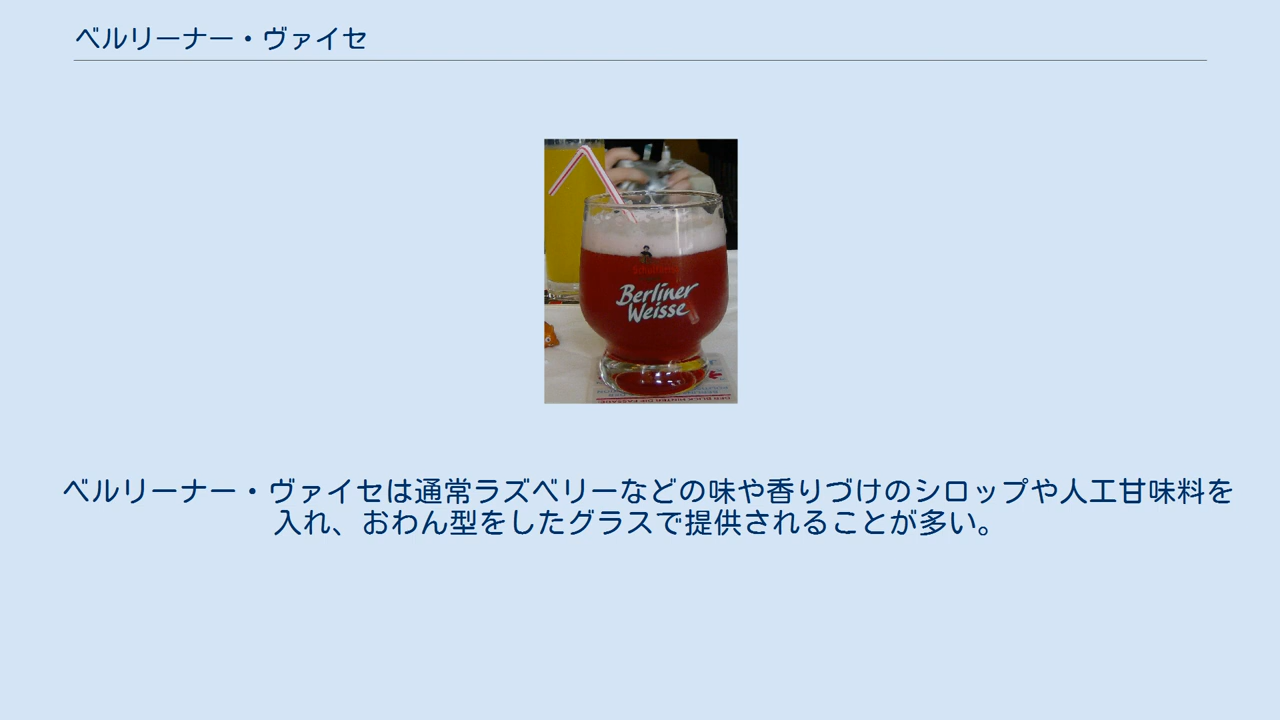 ベルリーナー・ヴァイセ
Berliner
Weisse
ベルリーナー・ヴァイセは通常ラズベリーなどの味や香りづけのシロップや人工甘味料を
入れ、おわん型をしたグラスで提供されることが多い。